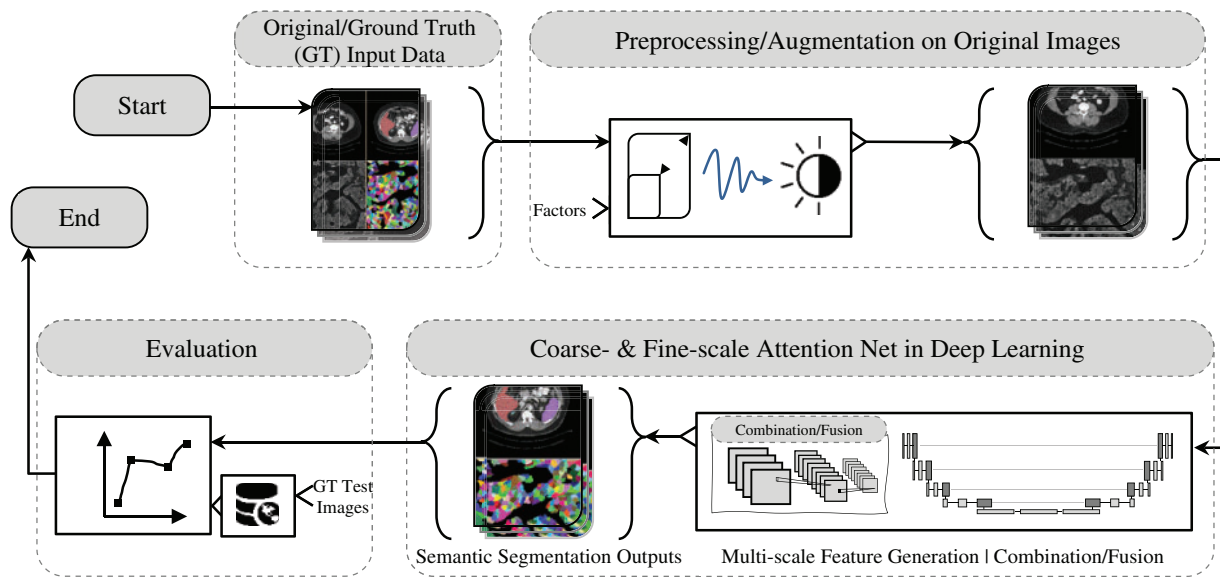 Original/Ground Truth
(GT) Input Data
Preprocessing/Augmentation on Original Images
Start
Factors
End
Evaluation
Coarse- & Fine-scale Attention Net in Deep Learning
Combination/Fusion
GT Test
Images
Semantic Segmentation Outputs
Multi-scale Feature Generation | Combination/Fusion